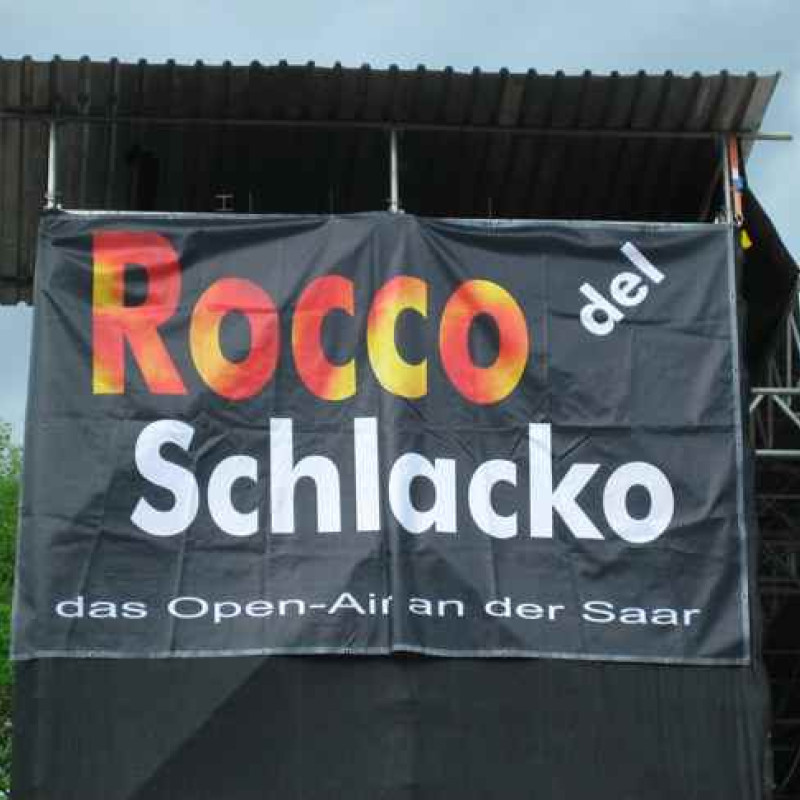 Rocco del
Schlacko
das Open-Air an der Saar